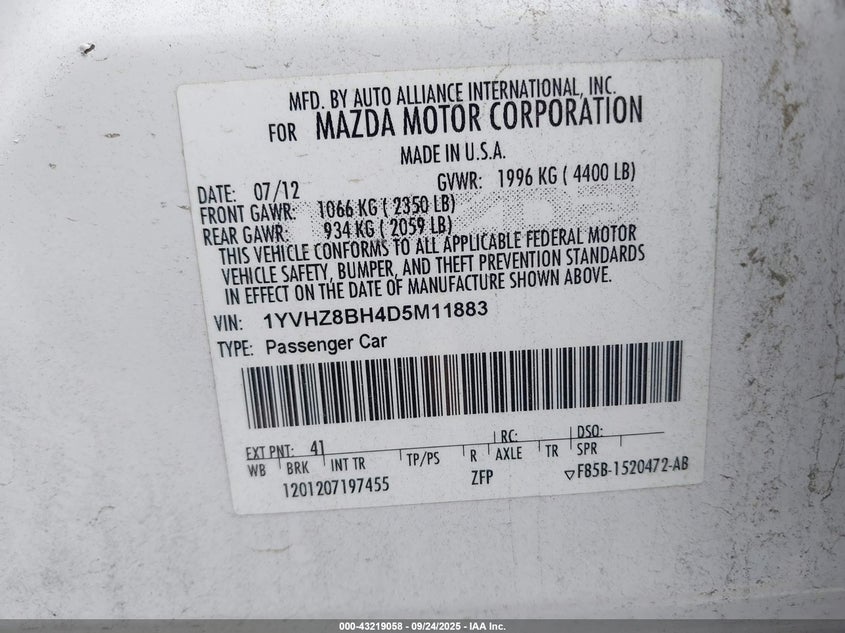 MFD. BY AUTO ALLIANCE INTERNATIONAL, INC.
FOR MAZDA MOTOR CORPORATION
MADE IN U.S.A.
DATE: 07/12 GVWR: 1996 KG ( 4400 LB)
FRONT GAWR: 1066 KG ( 2350 LB)
REAR GAWR: 934 KG ( 2059 LB)
THIS VEHICLE CONFORMS TO ALL APPLICABLE FEDERAL MOTOR
VEHICLE SAFETY, BUMPER, AND THEFT PREVENTION STANDARDS
IN EFFECT ON THE DATE OF MANUFACTURE SHOWN ABOVE.
VIN: 1YVHZ8BH4D5M11883
TYPE: Passenger Car
EXT PNT: 41 RC: DSO:
WB BRK INT TR TP/PS R AXLE TR SPR
1201207197455 ZFP ▽F85B-1520472-AB
000-43219058 - 09/24/2025 - IAA Inc.